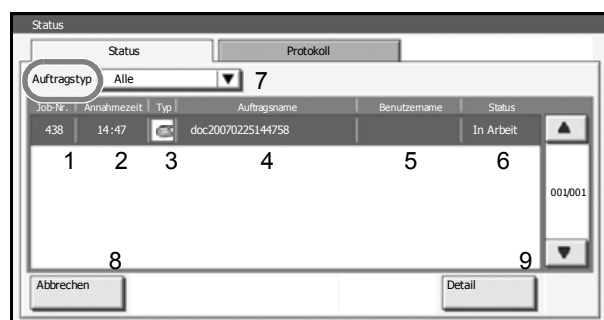 Status
Status Protokoll
Auftragstyp Alle 7
Job-Nr. Annahmezeit Typ Auftragsname Benutzername Status
438 14:47 doc20070225144758 In Arbeit
1 2 3 4 5 6
001/001
8 9
Abbrechen Detail